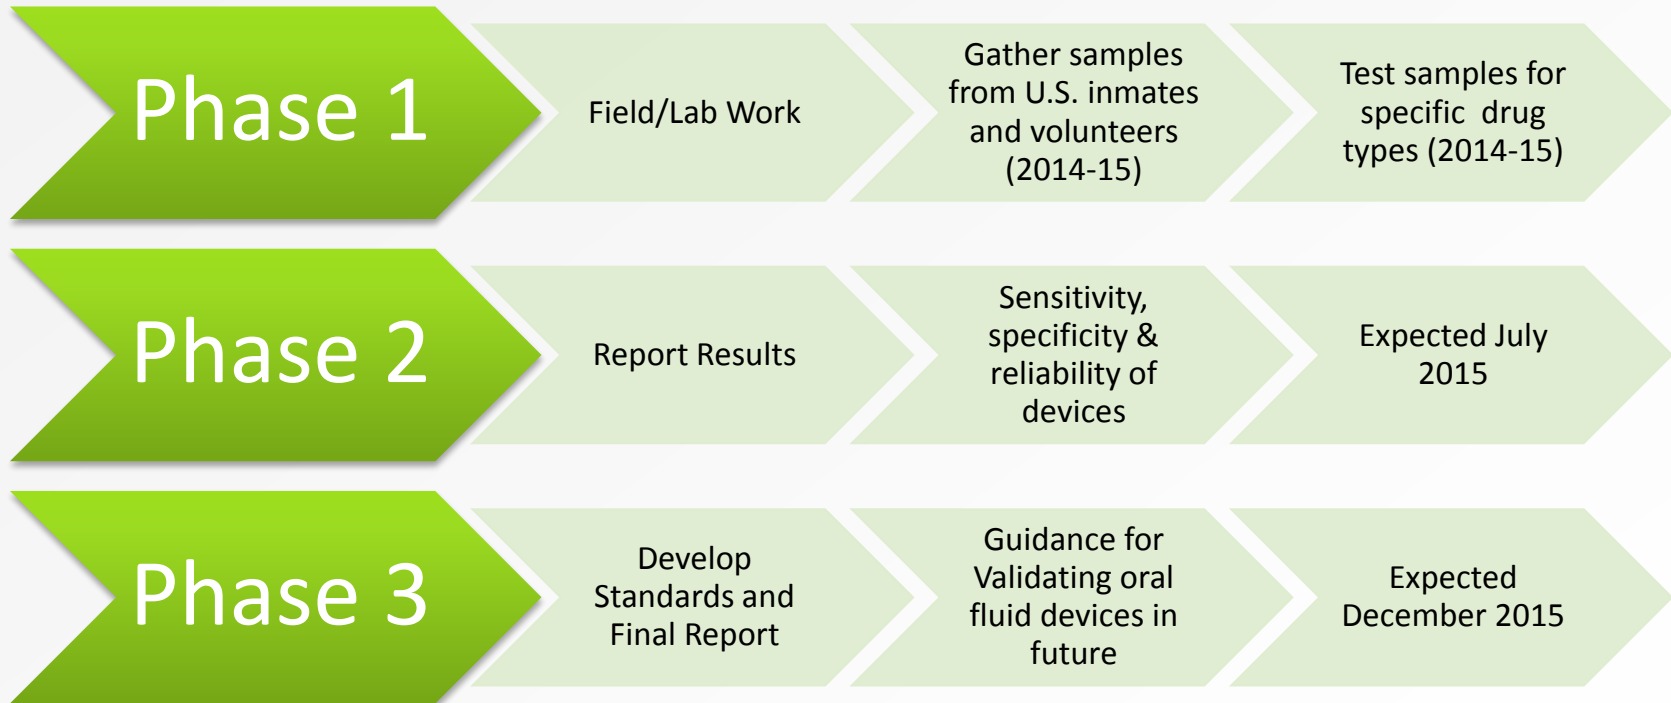 Phase 1
Field/Lab Work
Gather samples
from U.S. inmates
and volunteers
(2014-15)
Test samples for
specific drug
types (2014-15)
Phase 2
Report Results
Sensitivity,
specificity &
reliability of
devices
Expected July
2015
Phase 3
Develop
Standards and
Final Report
Guidance for
Validating oral
fluid devices in
future
Expected
December 2015